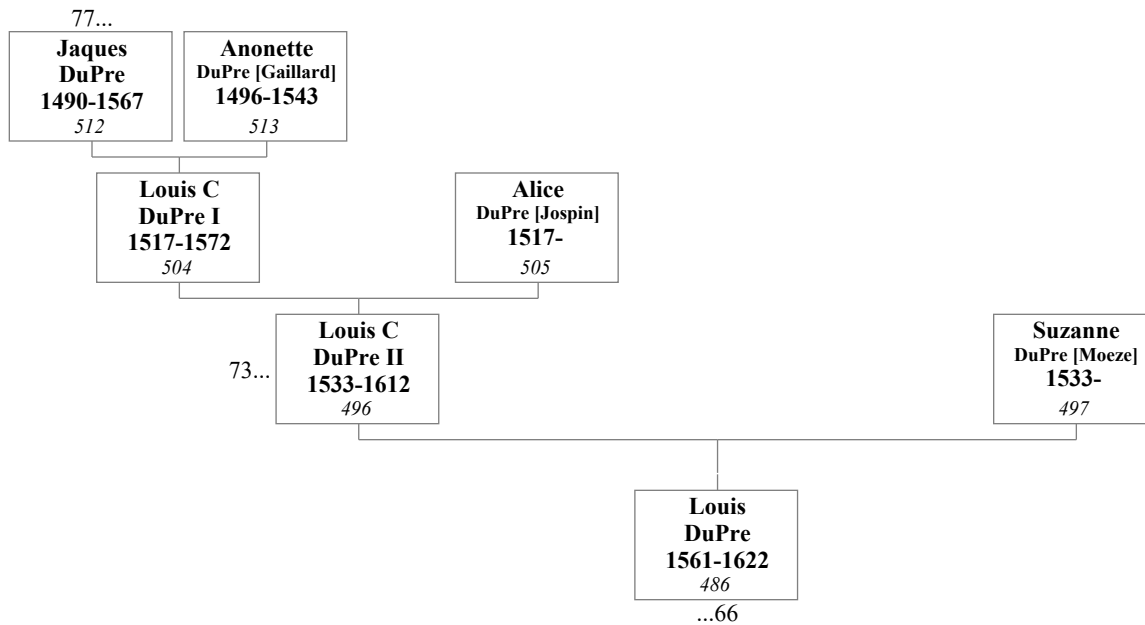 77...
Jaques
DuPre
1490-1567
512
Anonette
DuPre [Gaillard]
1496-1543
513
Louis C
DuPre I
1517-1572
504
Alice
DuPre [Jospin]
1517-
505
73...
Louis C
DuPre II
1533-1612
496
Suzanne
DuPre [Moeze]
1533-
497
Louis
DuPre
1561-1622
486
...66